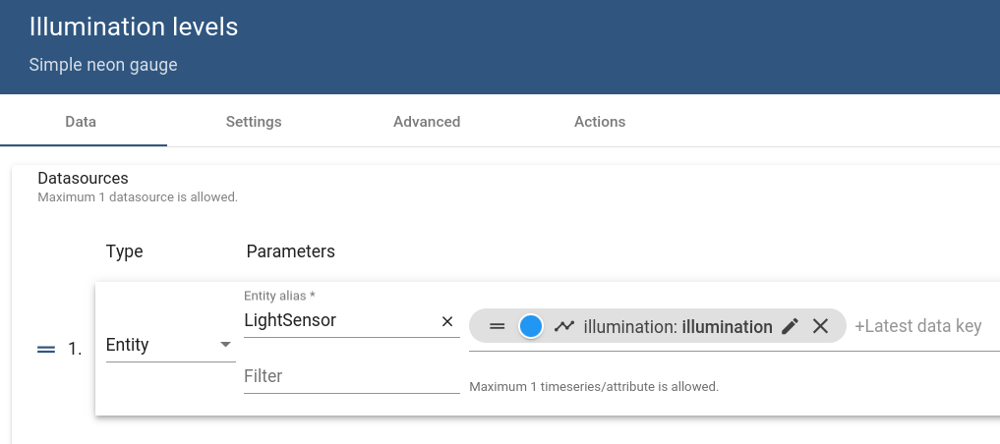 Illumination levels
Simple neon gauge
Data Settings Advanced Actions
Datasources
Maximum 1 datasource is allowed.
Type Parameters
Entity alias *
LightSensor
illumination: illumination +Latest data key
1. Entity
Filter
Maximum 1 timeseries/attribute is allowed.